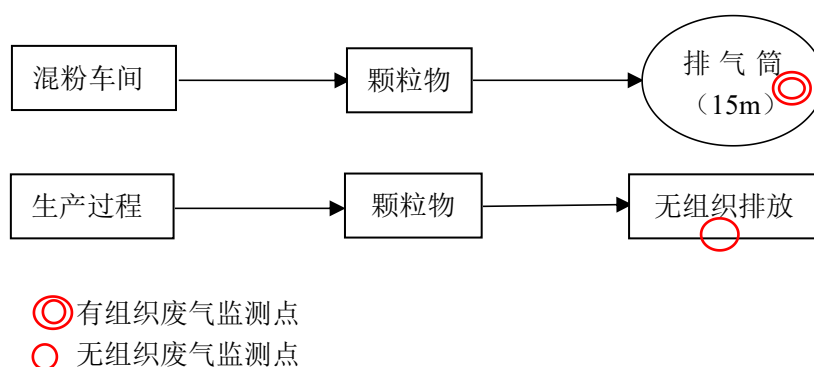 混粉车间
颗粒物
排气筒
（15m）
生产过程
颗粒物
无组织排放
有组织废气监测点
无组织废气监测点